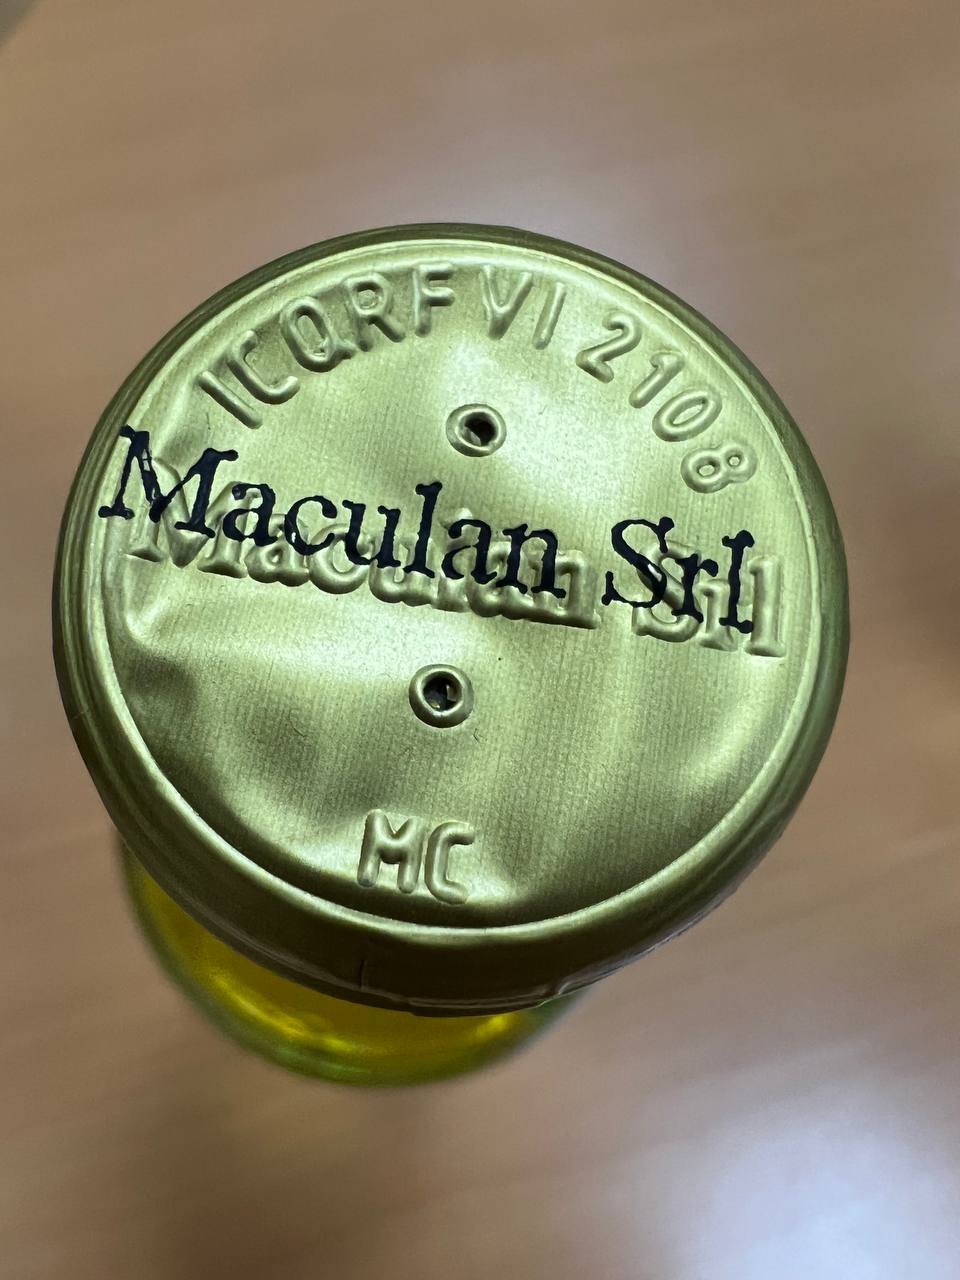 ICQRF VI 2108
Maculan Srl
MC